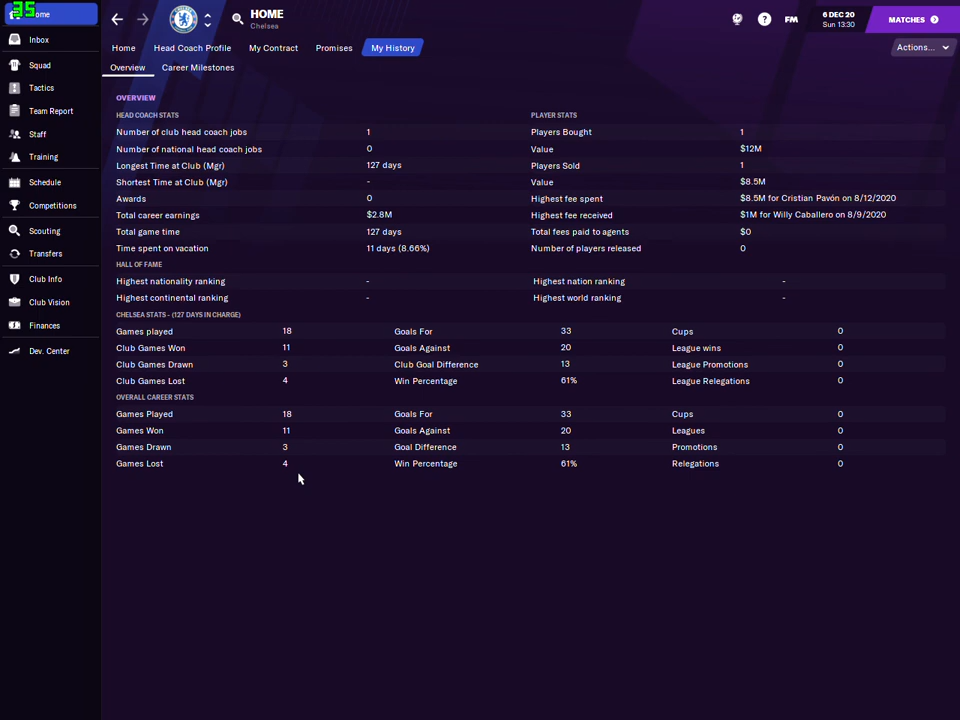 35
ome
HOME
Chelsea
?
FM
6 DEC 20
Sun 13:30
MATCHES
Home Head Coach Profile My Contract Promises My History
Actions...
Overview Career Milestones
Inbox
Squad
Tactics
Team Report
Staff
Training
Schedule
Competitions
Scouting
Transfers
Club Info
Club Vision
Finances
Dev. Center
OVERVIEW
HEAD COACH STATS
Number of club head coach jobs 1
Number of national head coach jobs 0
Longest Time at Club (Mgr) 127 days
Shortest Time at Club (Mgr) -
Awards 0
Total career earnings $2.8M
Total game time 127 days
Time spent on vacation 11 days (8.66%)
PLAYER STATS
Players Bought 1
Value $12M
Players Sold 1
Value $8.5M
Highest fee spent $8.5M for Cristian Pavón on 8/12/2020
Highest fee received $1M for Willy Caballero on 8/9/2020
Total fees paid to agents $0
Number of players released 0
HALL OF FAME
Highest nationality ranking - Highest nation ranking -
Highest continental ranking - Highest world ranking -
CHELSEA STATS - (127 DAYS IN CHARGE)
Games played 18 Goals For 33 Cups 0
Club Games Won 11 Goals Against 20 League wins 0
Club Games Drawn 3 Club Goal Difference 13 League Promotions 0
Club Games Lost 4 Win Percentage 61% League Relegations 0
OVERALL CAREER STATS
Games Played 18 Goals For 33 Cups 0
Games Won 11 Goals Against 20 Leagues 0
Games Drawn 3 Goal Difference 13 Promotions 0
Games Lost 4 Win Percentage 61% Relegations 0